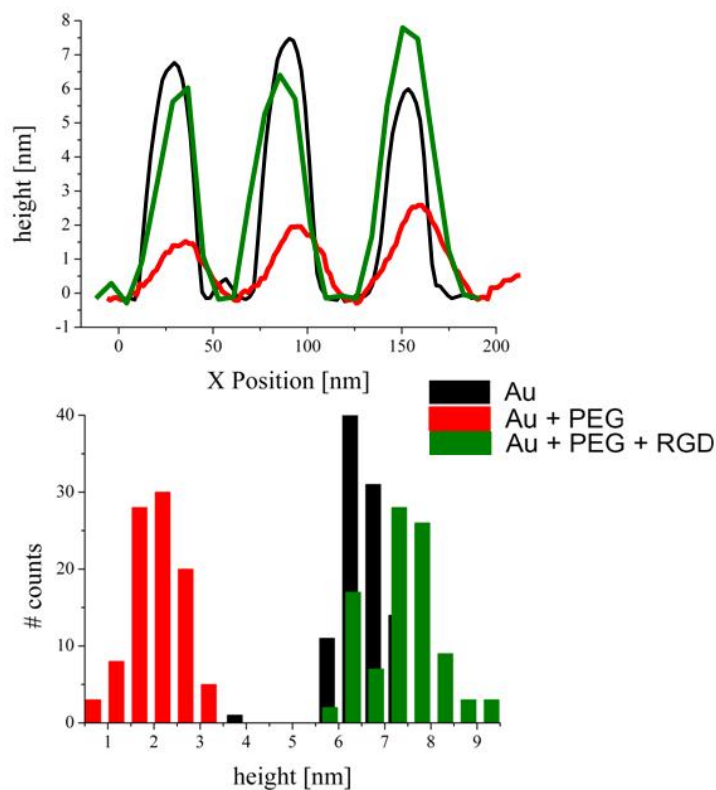 8
7
6
5
4
3
2
1
0
-1
height [nm]
0 50 100 150 200
X Position [nm]
Au
Au + PEG
Au + PEG + RGD
40
30
20
10
0
# counts
1 2 3 4 5 6 7 8 9
height [nm]